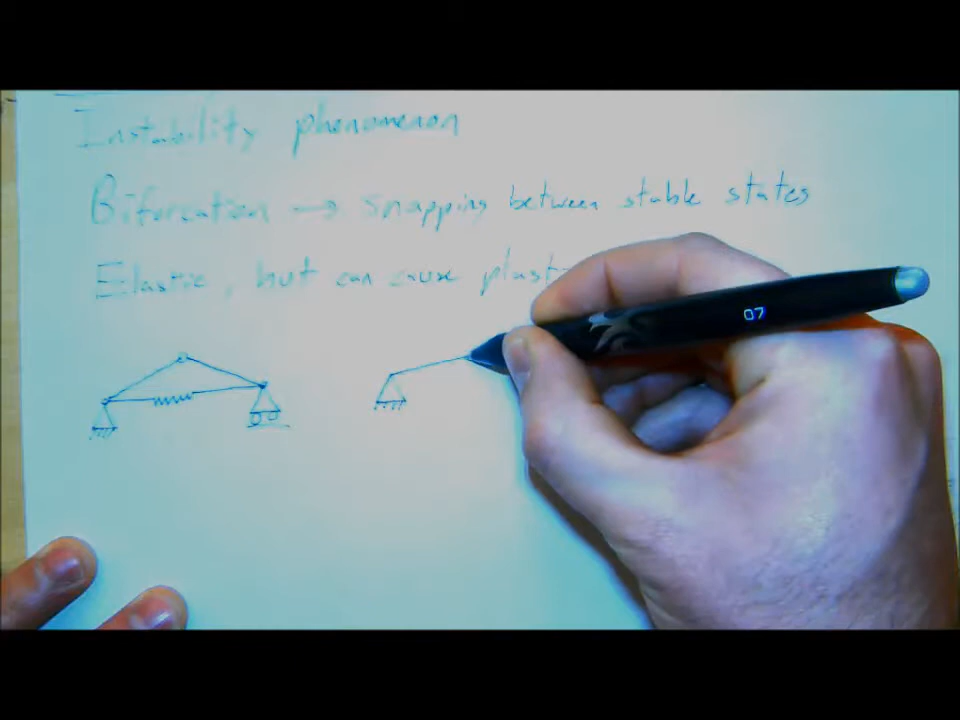 Instability phenomenon
Bifurcation → snapping between stable states
Elastic, but can cause plast
07